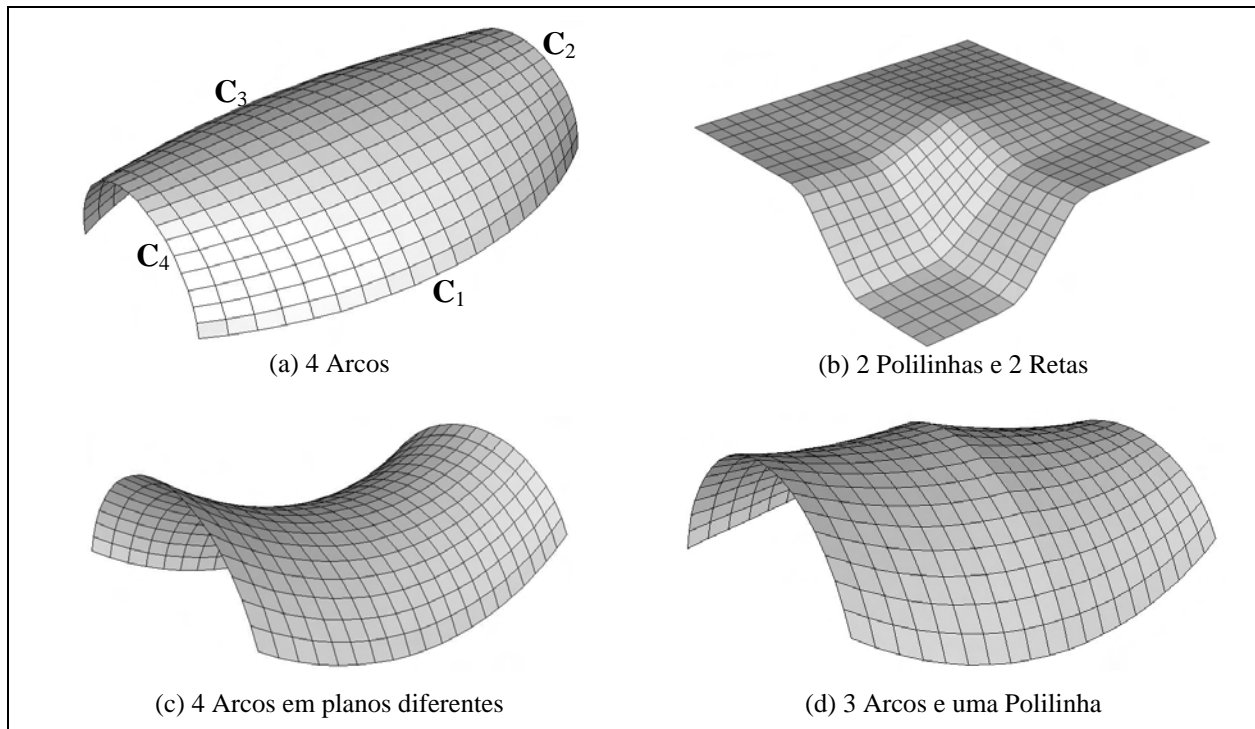 C2
C3
C4
C1
(a) 4 Arcos
(b) 2 Polilinhas e 2 Retas
(c) 4 Arcos em planos diferentes
(d) 3 Arcos e uma Polilinha